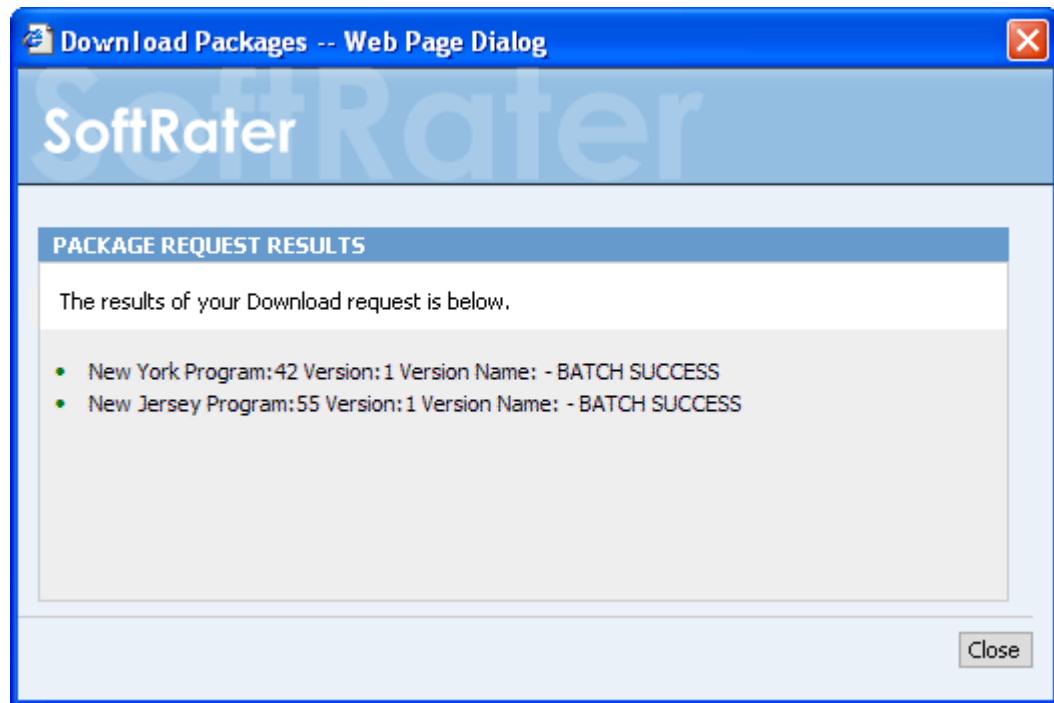 Download Packages -- Web Page Dialog
SoftRater
SoftRater
PACKAGE REQUEST RESULTS
The results of your Download request is below.
• New York Program:42 Version:1 Version Name: - BATCH SUCCESS
• New Jersey Program:55 Version:1 Version Name: - BATCH SUCCESS
Close